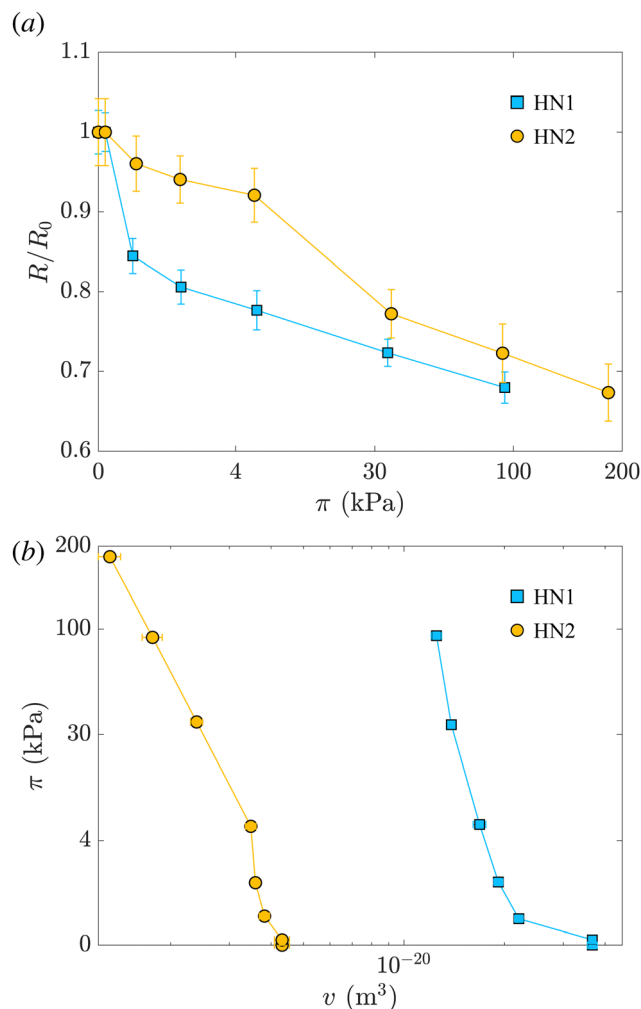 (a)
1.1
1
0.9
0.8
0.7
0.6
R/R0
HN1
HN2
0 4 30 100 200
π (kPa)
(b)
200
100
30
4
0
π (kPa)
HN1
HN2
10⁻²⁰
v (m³)